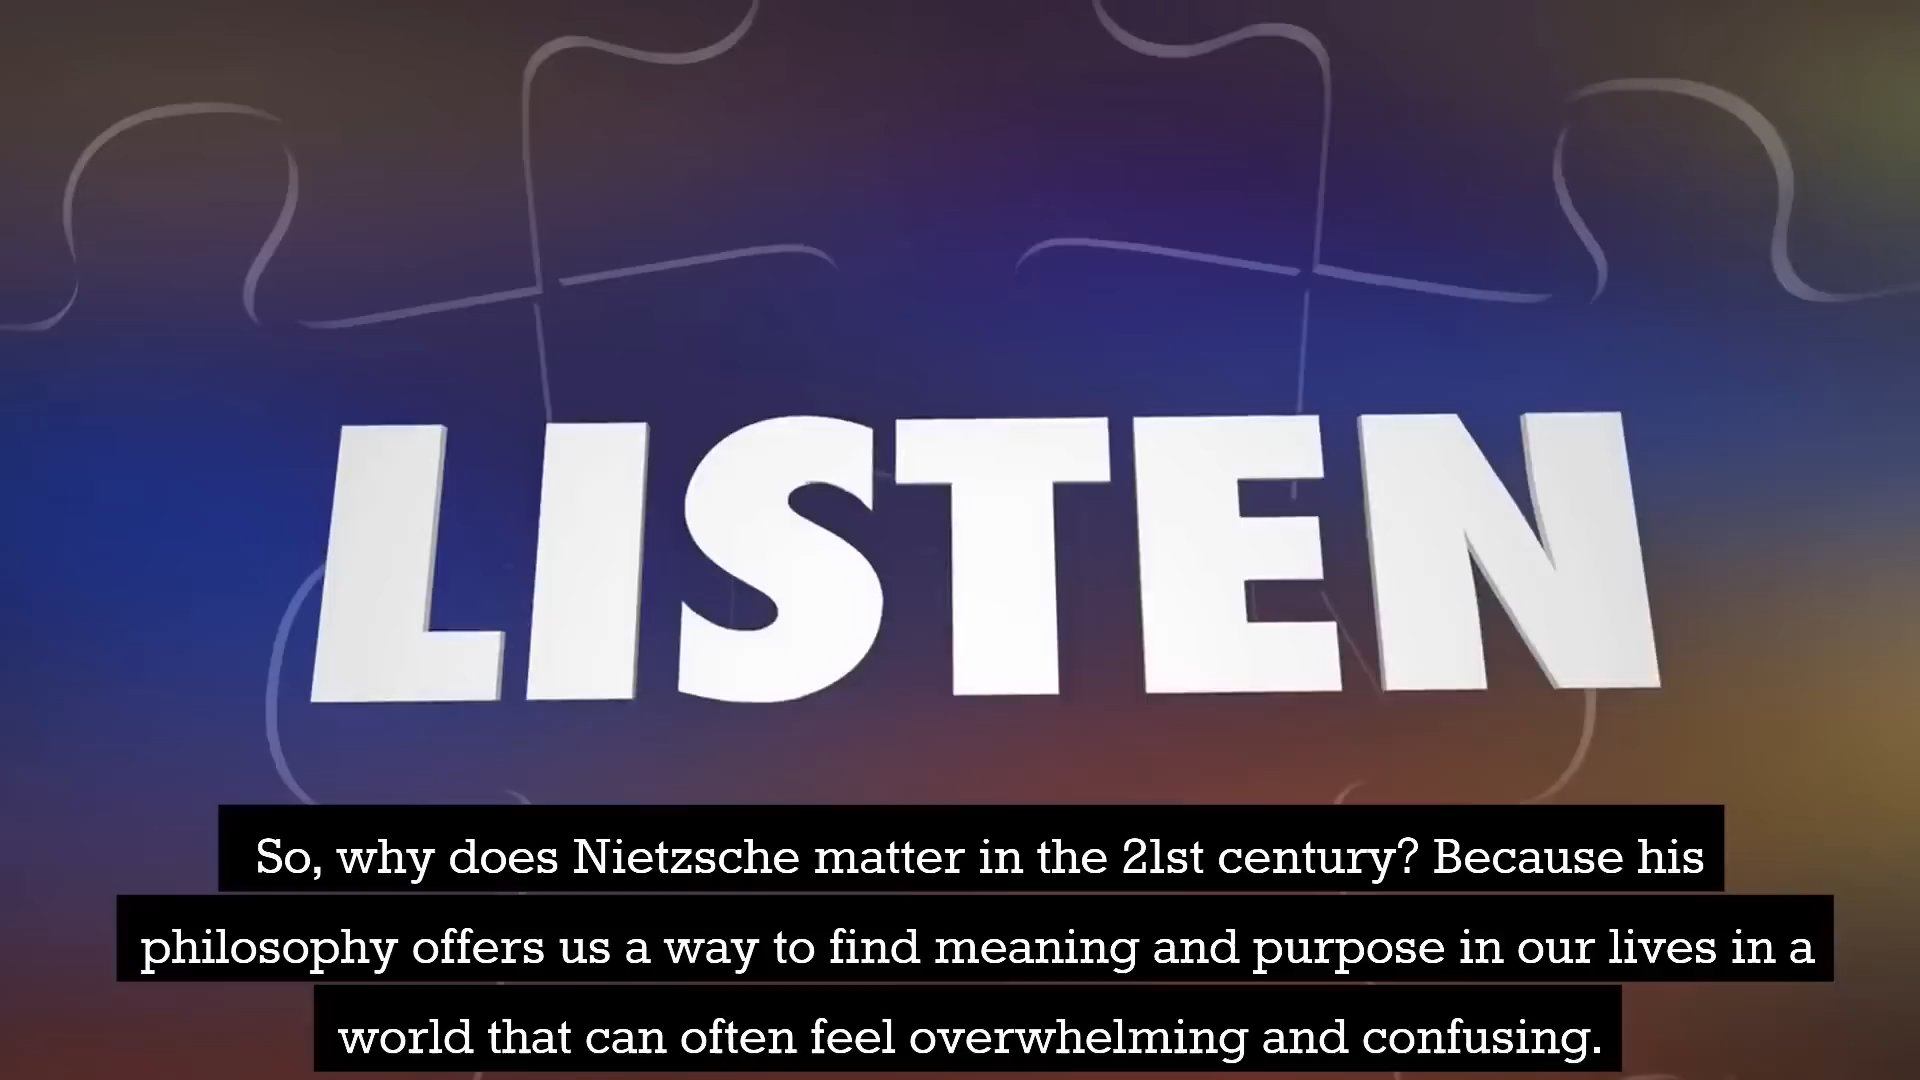 LISTEN
So, why does Nietzsche matter in the 21st century? Because his
philosophy offers us a way to find meaning and purpose in our lives in a
world that can often feel overwhelming and confusing.